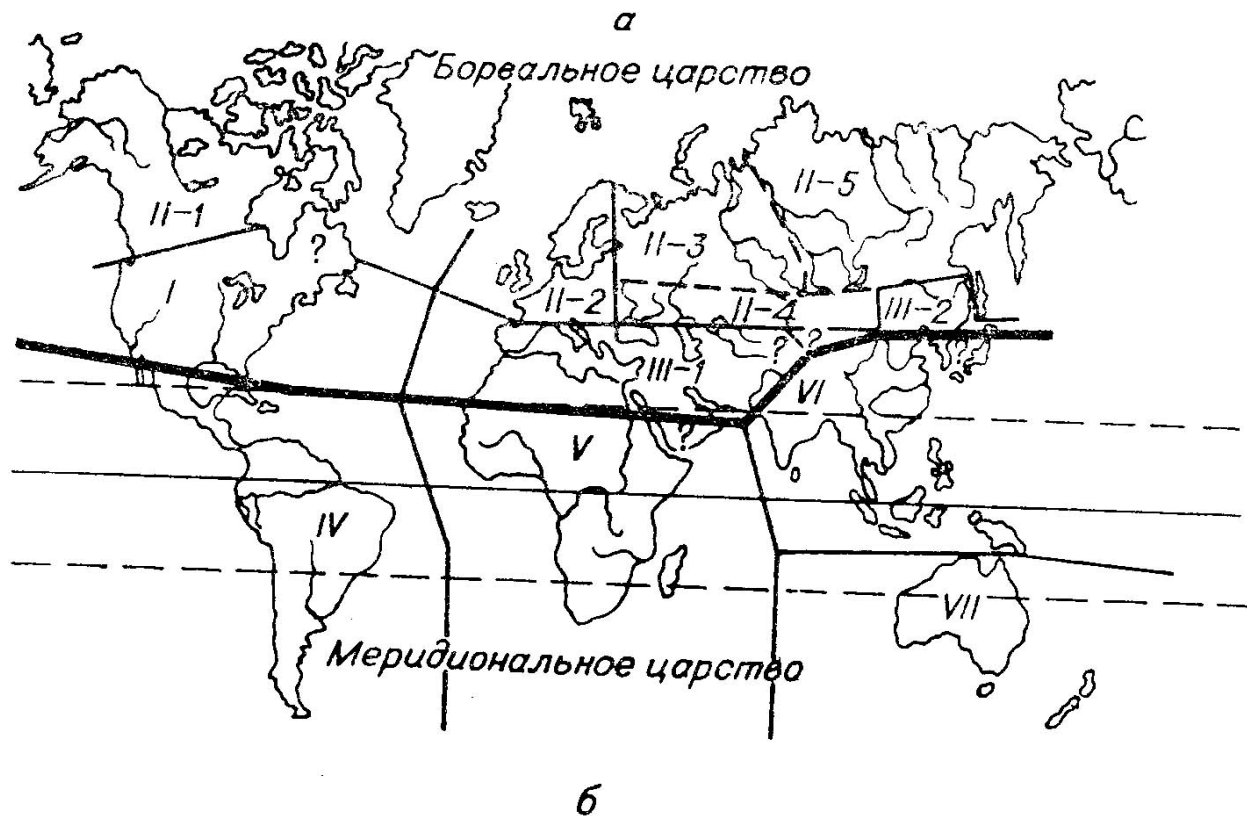 а
Бореальное царство
II-1
?
I
II-2
II-3
II-4
II-5
III-2
?
?
III-1
VI
?
V
IV
VII
Меридиональное царство
б